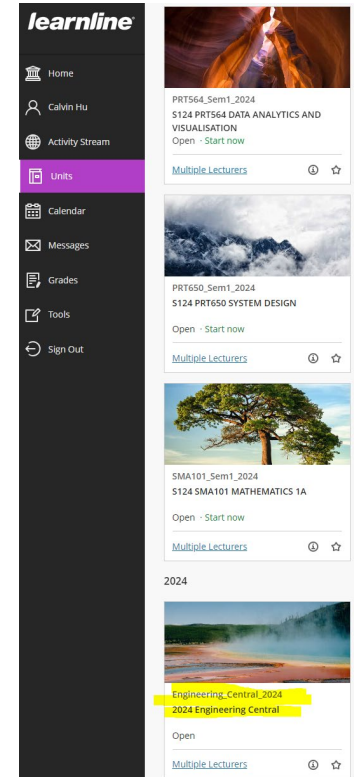 learnline
Home
Calvin Hu
Activity Stream
Units
Calendar
Messages
Grades
Tools
Sign Out
PRT564_Sem1_2024
S124 PRT564 DATA ANALYTICS AND
VISUALISATION
Open · Start now
Multiple Lecturers
PRT650_Sem1_2024
S124 PRT650 SYSTEM DESIGN
Open · Start now
Multiple Lecturers
SMA101_Sem1_2024
S124 SMA101 MATHEMATICS 1A
Open · Start now
Multiple Lecturers
2024
Engineering_Central_2024
2024 Engineering Central
Open
Multiple Lecturers